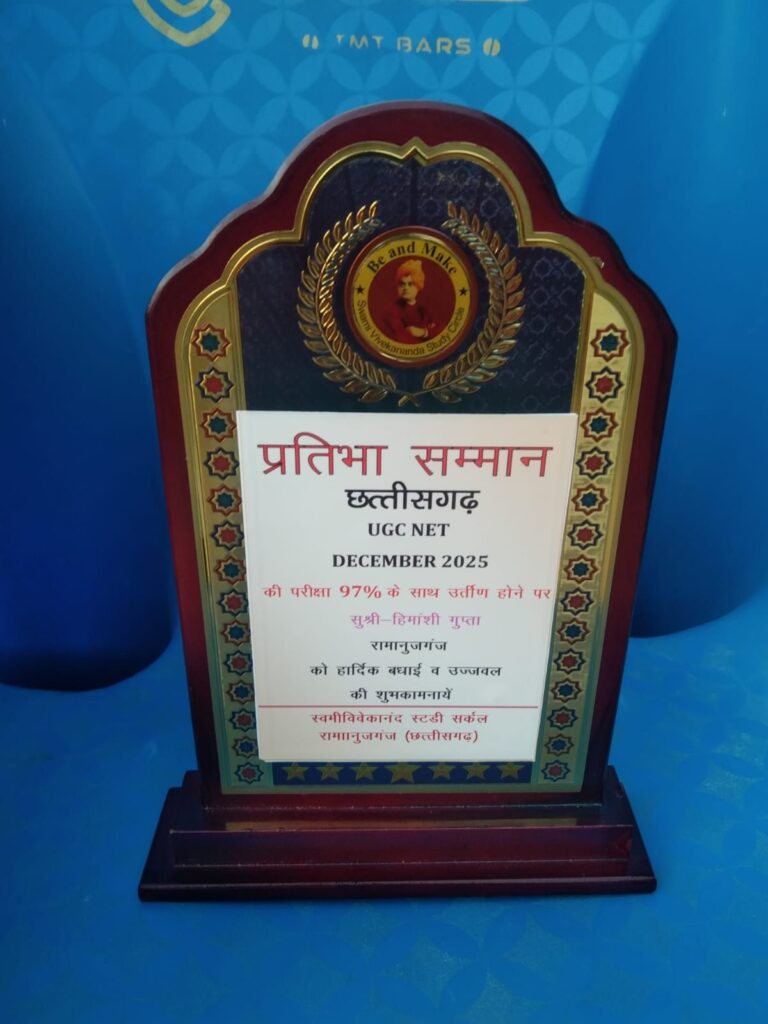 TMT BARS
Be and Make
Swami Vivekananda Study Circle
प्रतिभा सम्मान
छत्तीसगढ़
UGC NET
DECEMBER 2025
की परीक्षा 97% के साथ उर्तीण होने पर
सुश्री–हिमांशी गुप्ता
रामानुजगंज
को हार्दिक बधाई व उज्जवल
की शुभकामनायें
स्वमीविवेकानंद स्टडी सर्कल
रामाानुजगंज (छत्तीसगढ़)